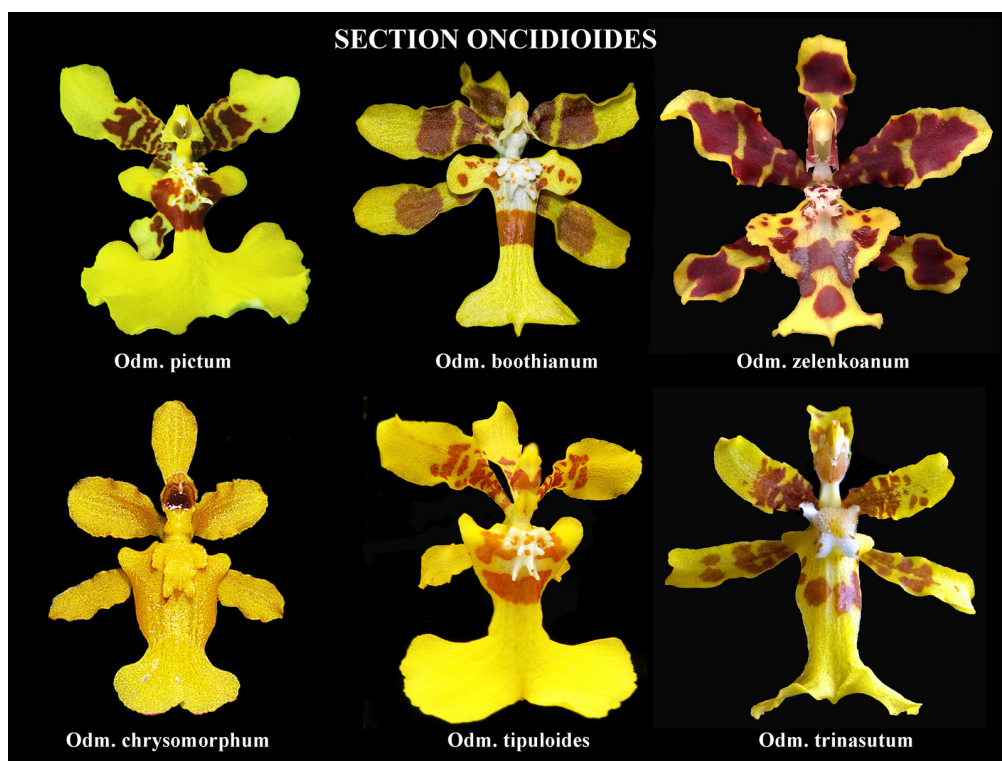 SECTION ONCIDIOIDES
Odm. pictum
Odm. boothianum
Odm. zelenkoanum
Odm. chrysomorphum
Odm. tipuloides
Odm. trinasutum